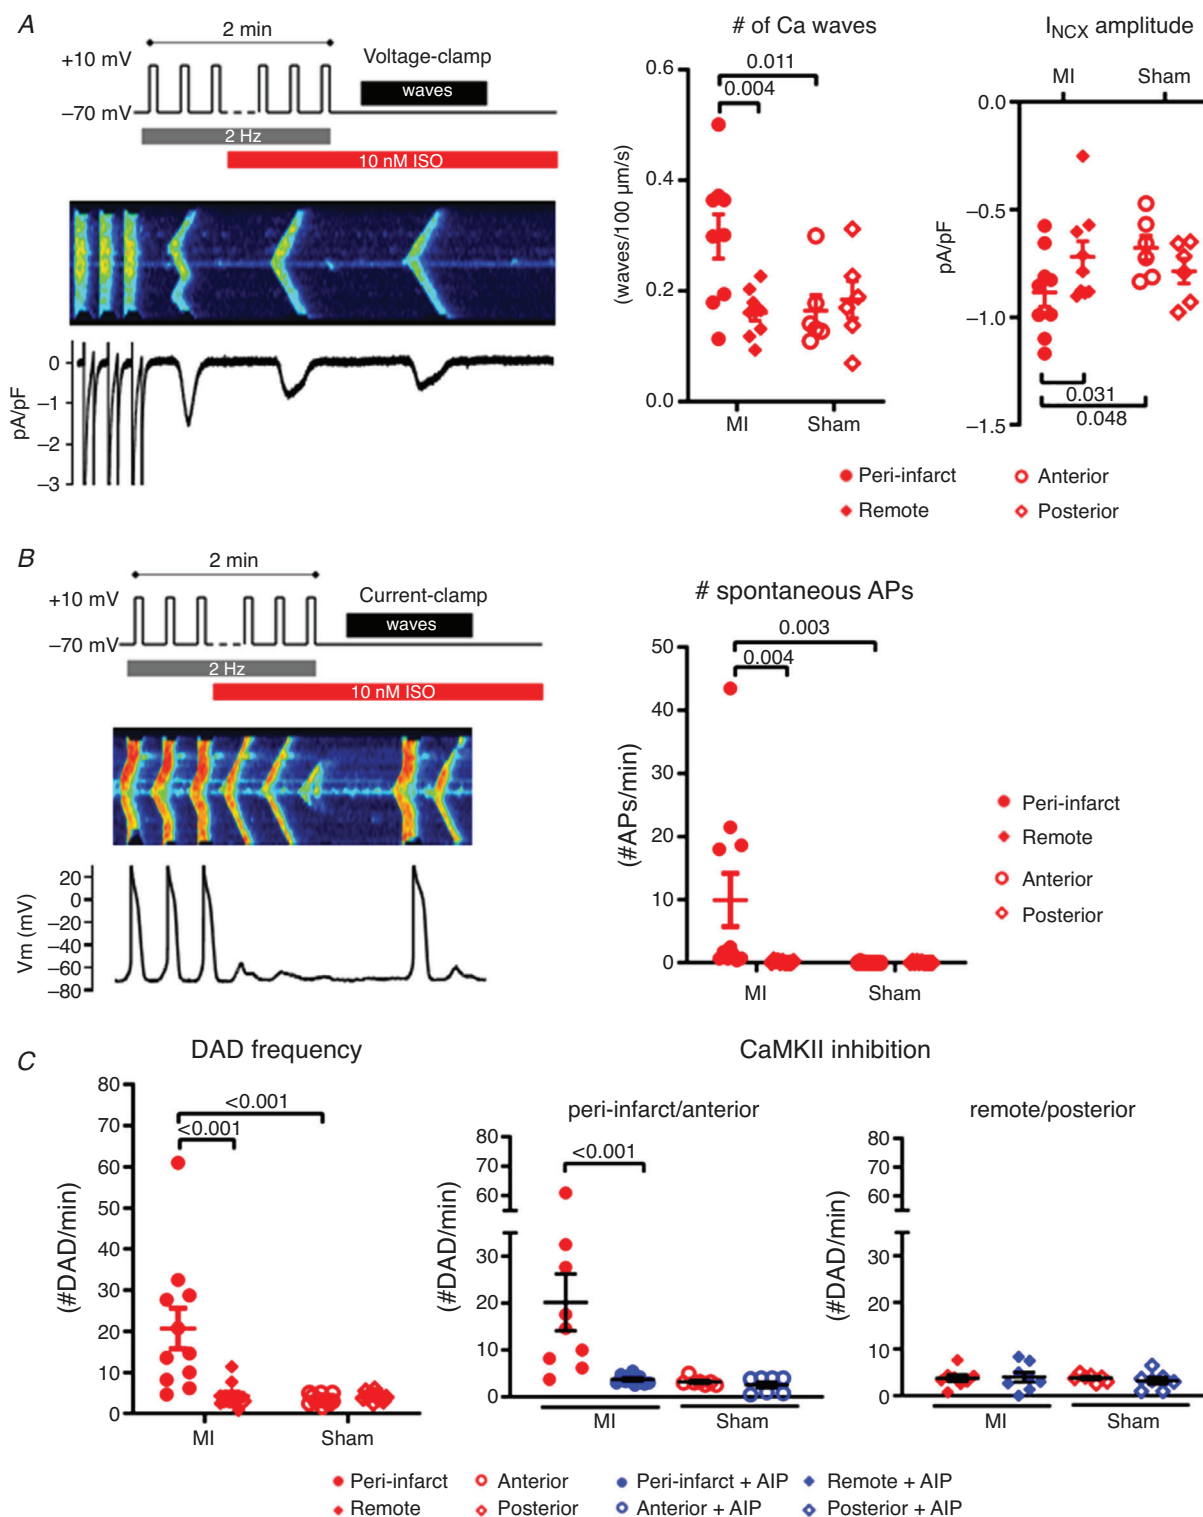 A
2 min
+10 mV
−70 mV
Voltage-clamp
waves
2 Hz
10 nM ISO
0
−1
−2
−3
pA/pF
# of Ca waves
0.6
0.4
0.2
0.0
(waves/100 µm/s)
0.011
0.004
MI
Sham
I_NCX amplitude
MI
Sham
0.0
−0.5
−1.0
−1.5
pA/pF
0.031
0.048
Peri-infarct
Anterior
Remote
Posterior
B
2 min
+10 mV
−70 mV
Current-clamp
waves
2 Hz
10 nM ISO
20
0
−20
−40
−60
−80
Vm (mV)
# spontaneous APs
50
40
30
20
10
0
(#APs/min)
0.003
0.004
MI
Sham
Peri-infarct
Remote
Anterior
Posterior
C
DAD frequency
80
70
60
50
40
30
20
10
0
(#DAD/min)
<0.001
<0.001
MI
Sham
CaMKII inhibition
peri-infarct/anterior
80
70
60
30
20
10
0
(#DAD/min)
<0.001
MI
Sham
remote/posterior
80
70
60
30
20
10
0
(#DAD/min)
MI
Sham
Peri-infarct
Anterior
Peri-infarct + AIP
Remote + AIP
Remote
Posterior
Anterior + AIP
Posterior + AIP